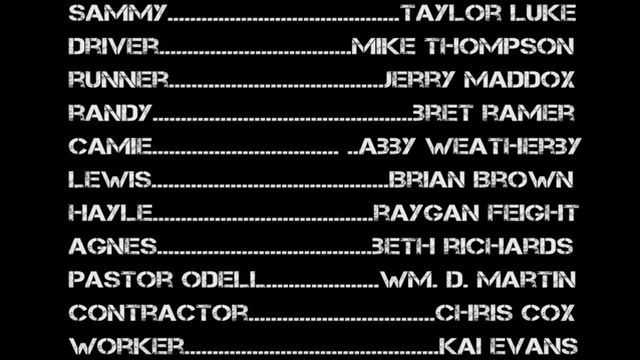 SAMMY..................................................TAYLOR LUKE
DRIVER..........................................MIKE THOMPSON
RUNNER...............................................JERRY MADDOX
RANDY.........................................................BRET RAMER
CAMIE......................................... ..ABBY WEATHERBY
LEWIS....................................................BRIAN BROWN
HAYLE................................................RAYGAN FEIGHT
AGNES...............................................BETH RICHARDS
PASTOR ODELL.........................WM. D. MARTIN
CONTRACTOR.........................................CHRIS COX
WORKER........................................................KAI EVANS